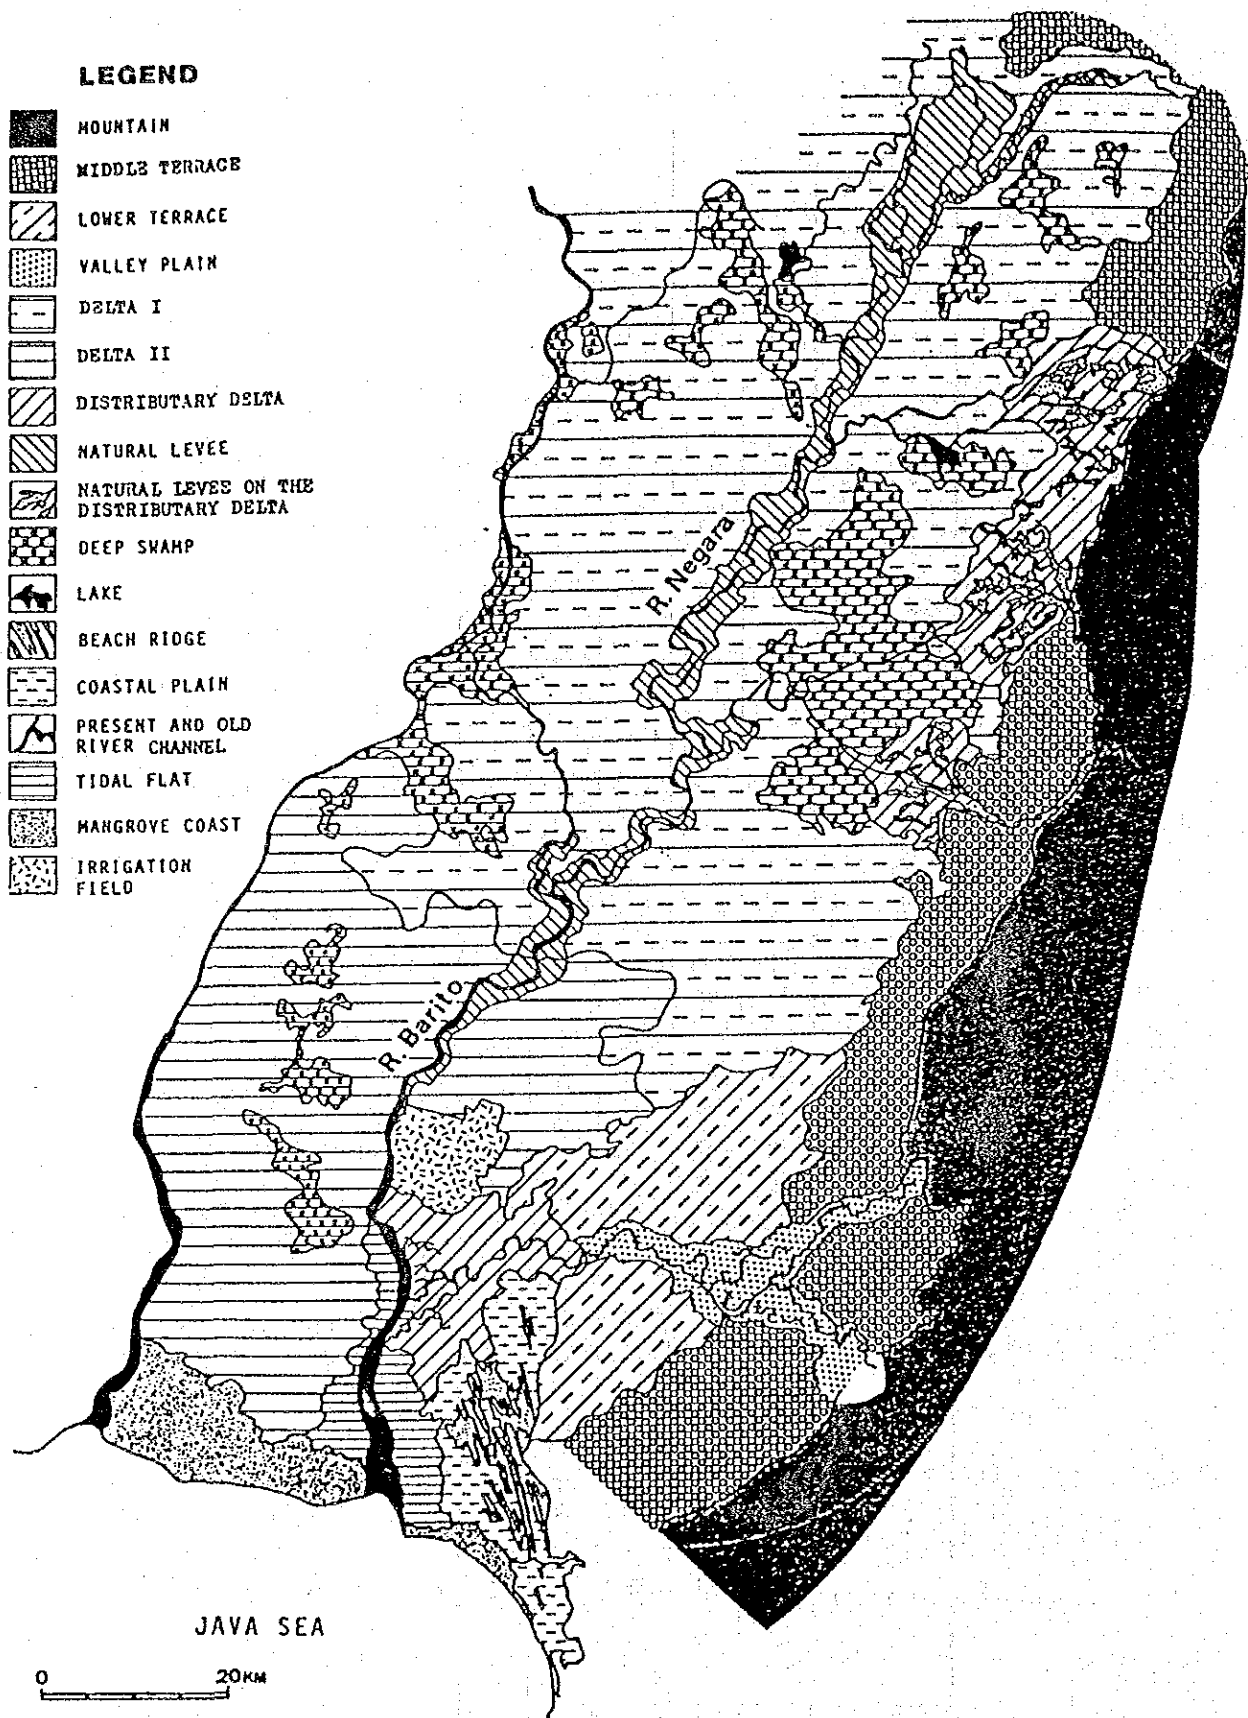 LEGEND
MOUNTAIN
MIDDLE TERRACE
LOWER TERRACE
VALLEY PLAIN
DELTA I
DELTA II
DISTRIBUTARY DELTA
NATURAL LEVEE
NATURAL LEVEE ON THE
DISTRIBUTARY DELTA
DEEP SWAMP
LAKE
BEACH RIDGE
COASTAL PLAIN
PRESENT AND OLD
RIVER CHANNEL
TIDAL FLAT
MANGROVE COAST
IRRIGATION
FIELD
R. Negara
R. Barito
JAVA SEA
0 20KM